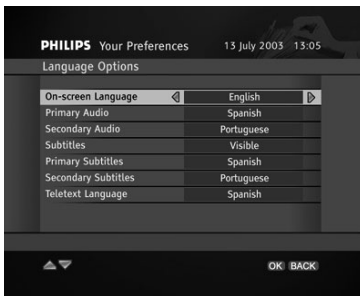 PHILIPS Your Preferences 13 July 2003 13:05
Language Options
On-screen Language English
Primary Audio Spanish
Secondary Audio Portuguese
Subtitles Visible
Primary Subtitles Spanish
Secondary Subtitles Portuguese
Teletext Language Spanish
OK BACK